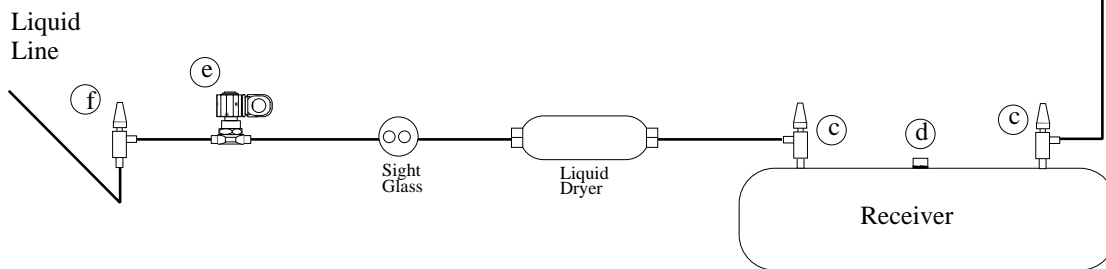 Liquid
Line
e
f
c
d
c
Sight
Glass
Liquid
Dryer
Receiver